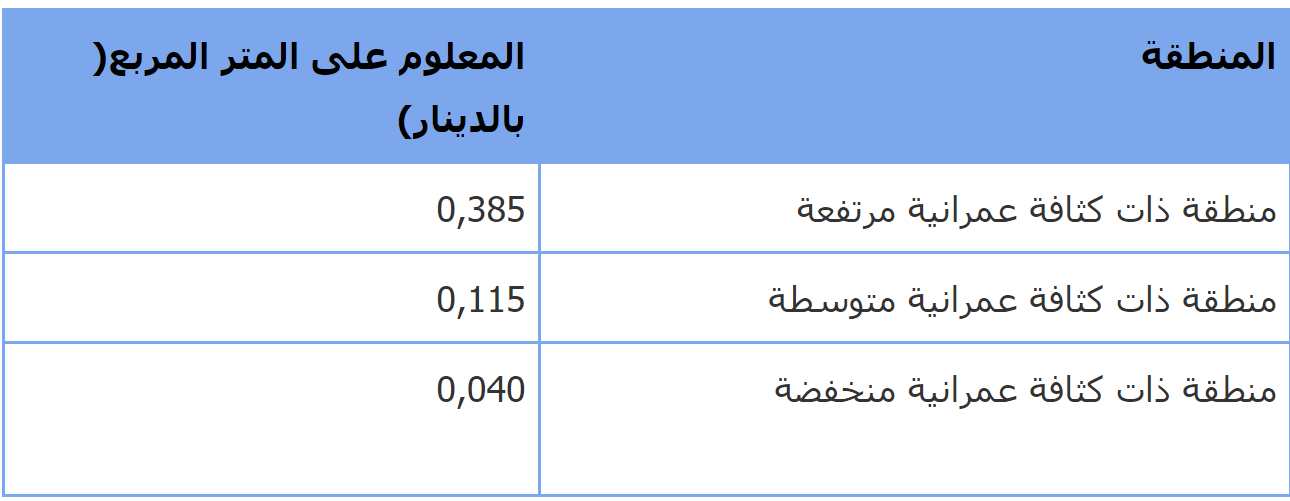 المنطقة
المعلوم على المتر المربع(
بالدينار)
منطقة ذات كثافة عمرانية مرتفعة
0,385
منطقة ذات كثافة عمرانية متوسطة
0,115
منطقة ذات كثافة عمرانية منخفضة
0,040